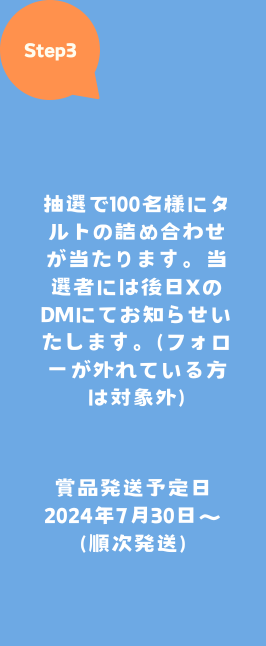 Step3
抽選で100名様にタ
ルトの詰め合わせ
が当たります。当
選者には後日Xの
DMにてお知らせい
たします。(フォロ
ーが外れている方
は対象外)
賞品発送予定日
2024年7月30日～
(順次発送)